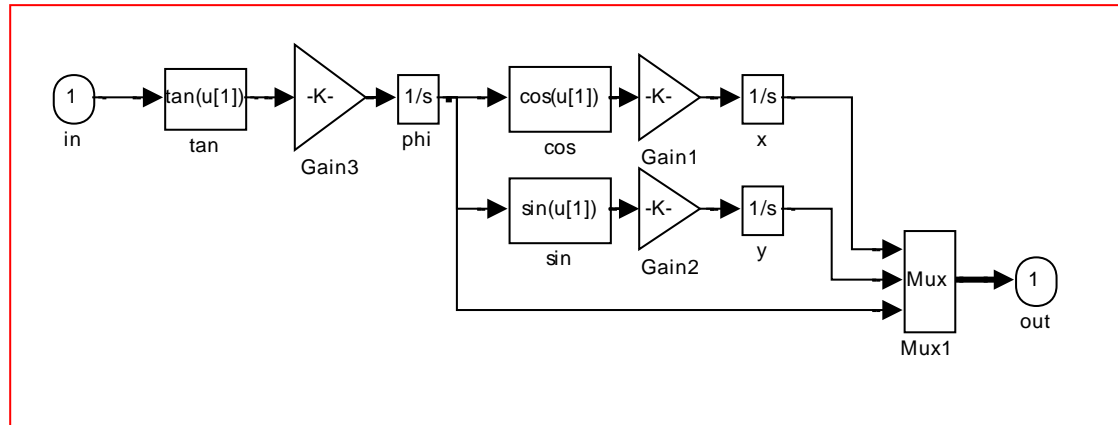 1
in
tan(u[1])
tan
-K-
Gain3
1/s
phi
cos(u[1])
cos
-K-
Gain1
1/s
x
sin(u[1])
sin
-K-
Gain2
1/s
y
Mux
Mux1
1
out